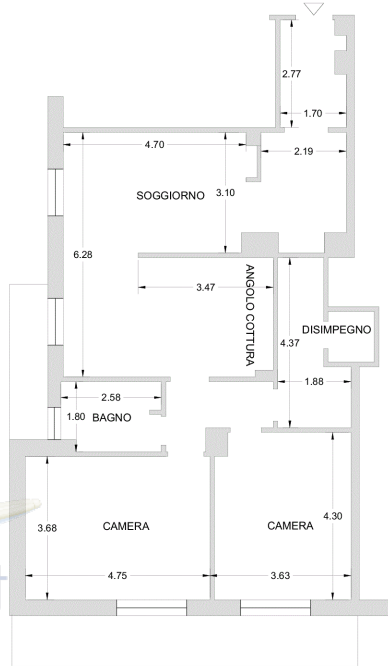 2.77
1.70
4.70
2.19
SOGGIORNO
3.10
6.28
3.47
ANGOLO COTTURA
DISIMPEGNO
4.37
1.88
2.58
1.80
BAGNO
4.30
3.68
CAMERA
CAMERA
4.75
3.63